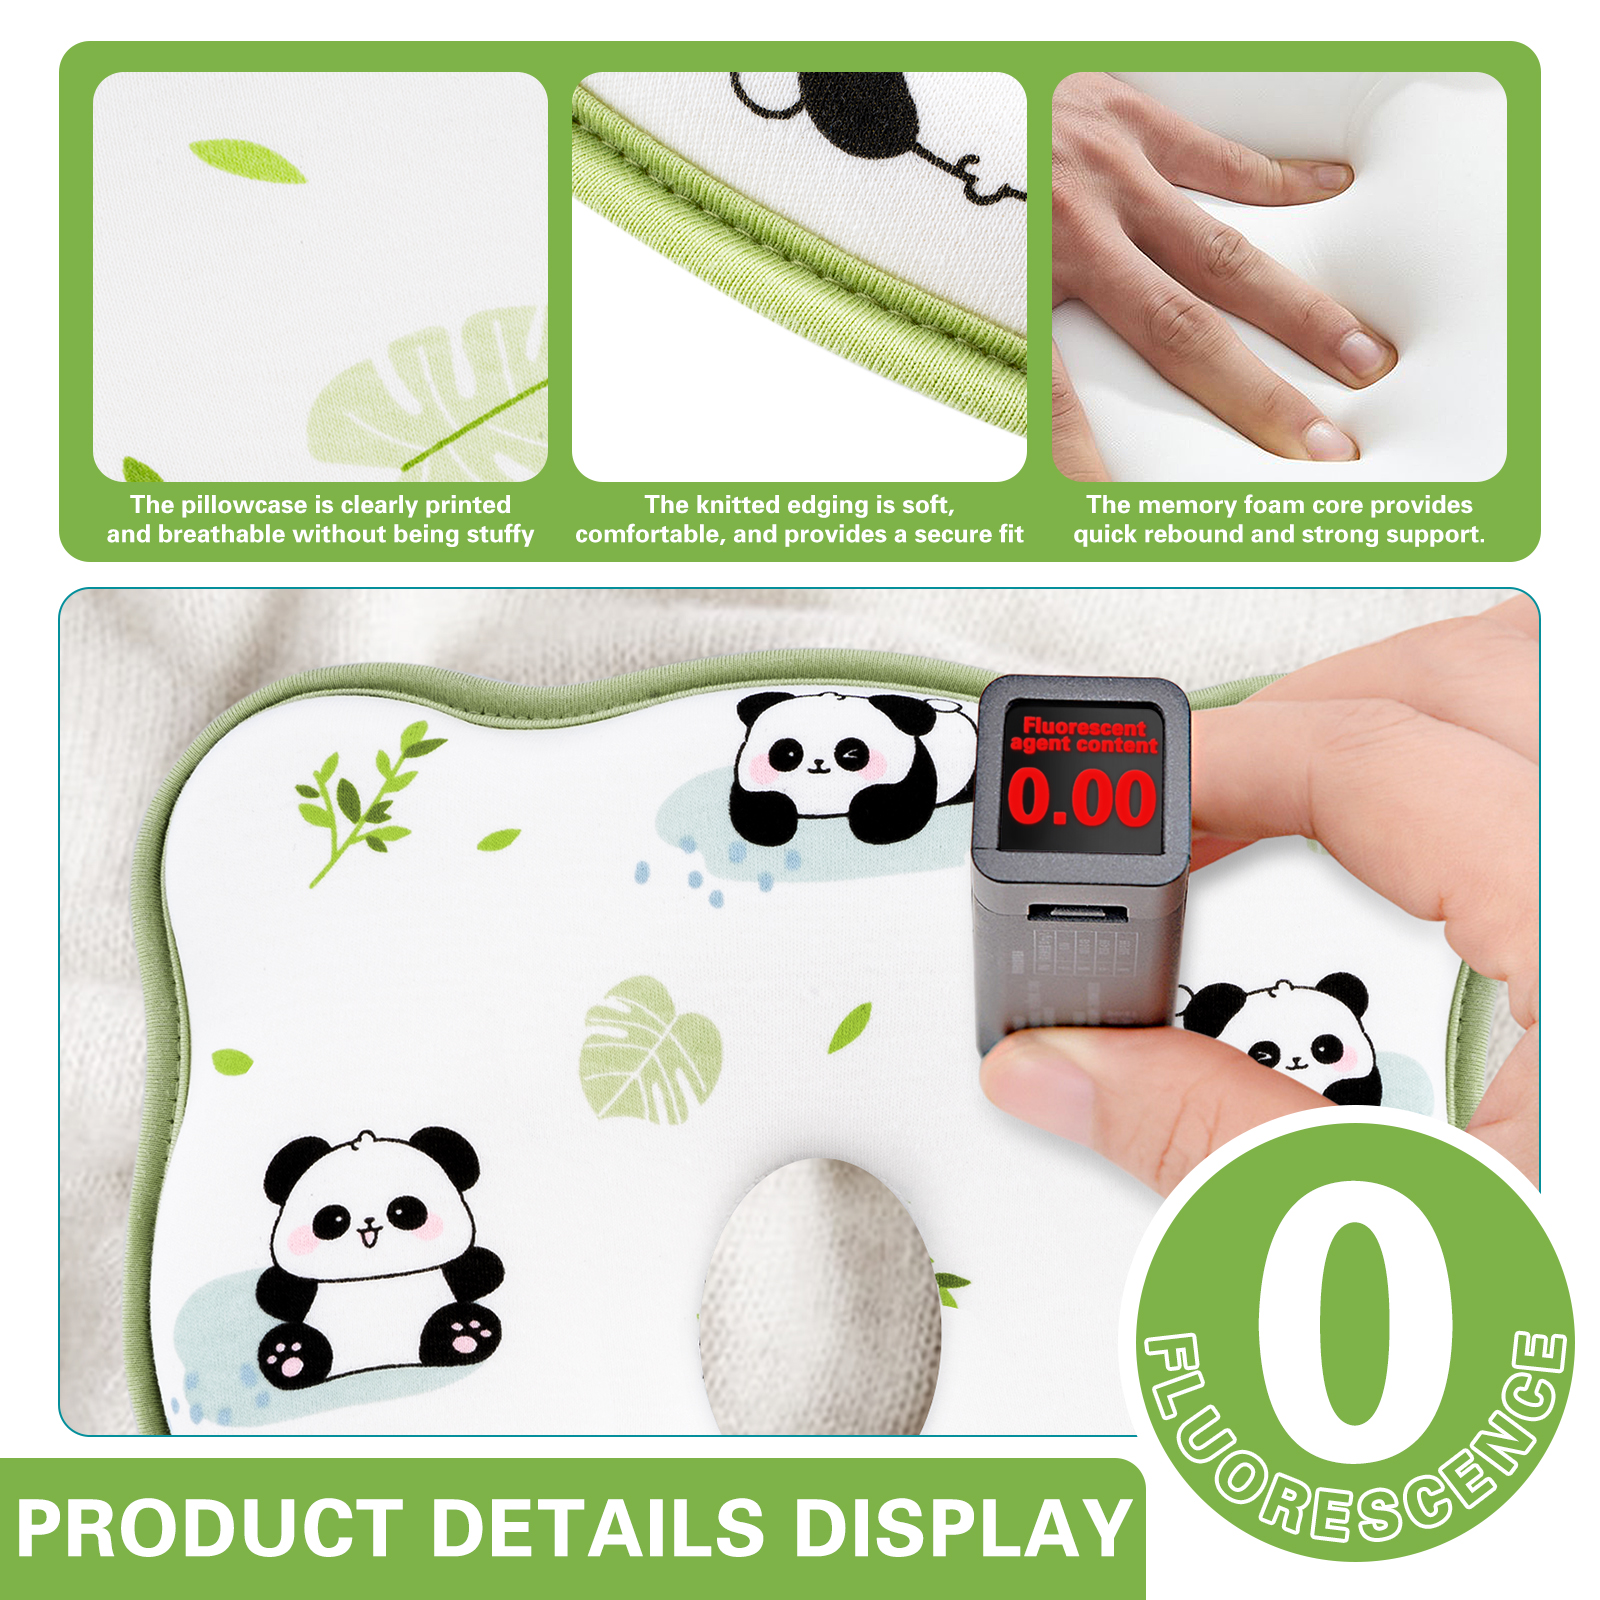 The pillowcase is clearly printed
and breathable without being stuffy
The knitted edging is soft,
comfortable, and provides a secure fit
The memory foam core provides
quick rebound and strong support.
Fluorescent
agent content
0.00
0
FLUORESCENCE
PRODUCT DETAILS DISPLAY